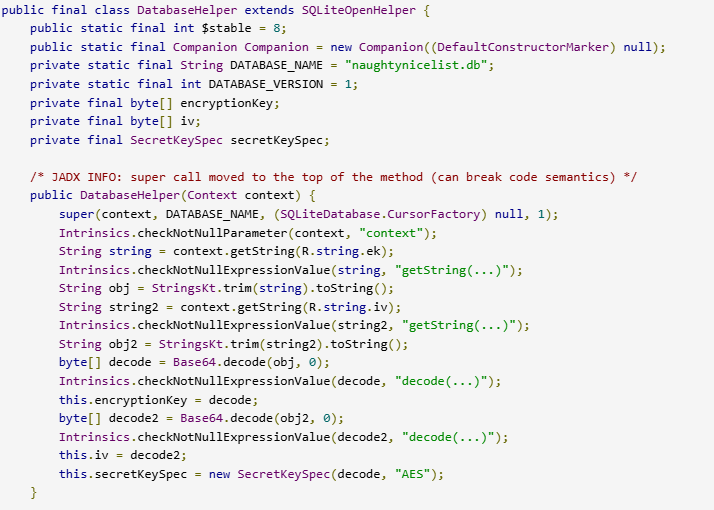 public final class DatabaseHelper extends SQLiteOpenHelper {
    public static final int $stable = 8;
    public static final Companion Companion = new Companion((DefaultConstructorMarker) null);
    private static final String DATABASE_NAME = "naughtynicelist.db";
    private static final int DATABASE_VERSION = 1;
    private final byte[] encryptionKey;
    private final byte[] iv;
    private final SecretKeySpec secretKeySpec;

    /* JADX INFO: super call moved to the top of the method (can break code semantics) */
    public DatabaseHelper(Context context) {
        super(context, DATABASE_NAME, (SQLiteDatabase.CursorFactory) null, 1);
        Intrinsics.checkNotNullParameter(context, "context");
        String string = context.getString(R.string.ek);
        Intrinsics.checkNotNullExpressionValue(string, "getString(...)");
        String obj = StringsKt.trim(string).toString();
        String string2 = context.getString(R.string.iv);
        Intrinsics.checkNotNullExpressionValue(string2, "getString(...)");
        String obj2 = StringsKt.trim(string2).toString();
        byte[] decode = Base64.decode(obj, 0);
        Intrinsics.checkNotNullExpressionValue(decode, "decode(...)");
        this.encryptionKey = decode;
        byte[] decode2 = Base64.decode(obj2, 0);
        Intrinsics.checkNotNullExpressionValue(decode2, "decode(...)");
        this.iv = decode2;
        this.secretKeySpec = new SecretKeySpec(decode, "AES");
    }